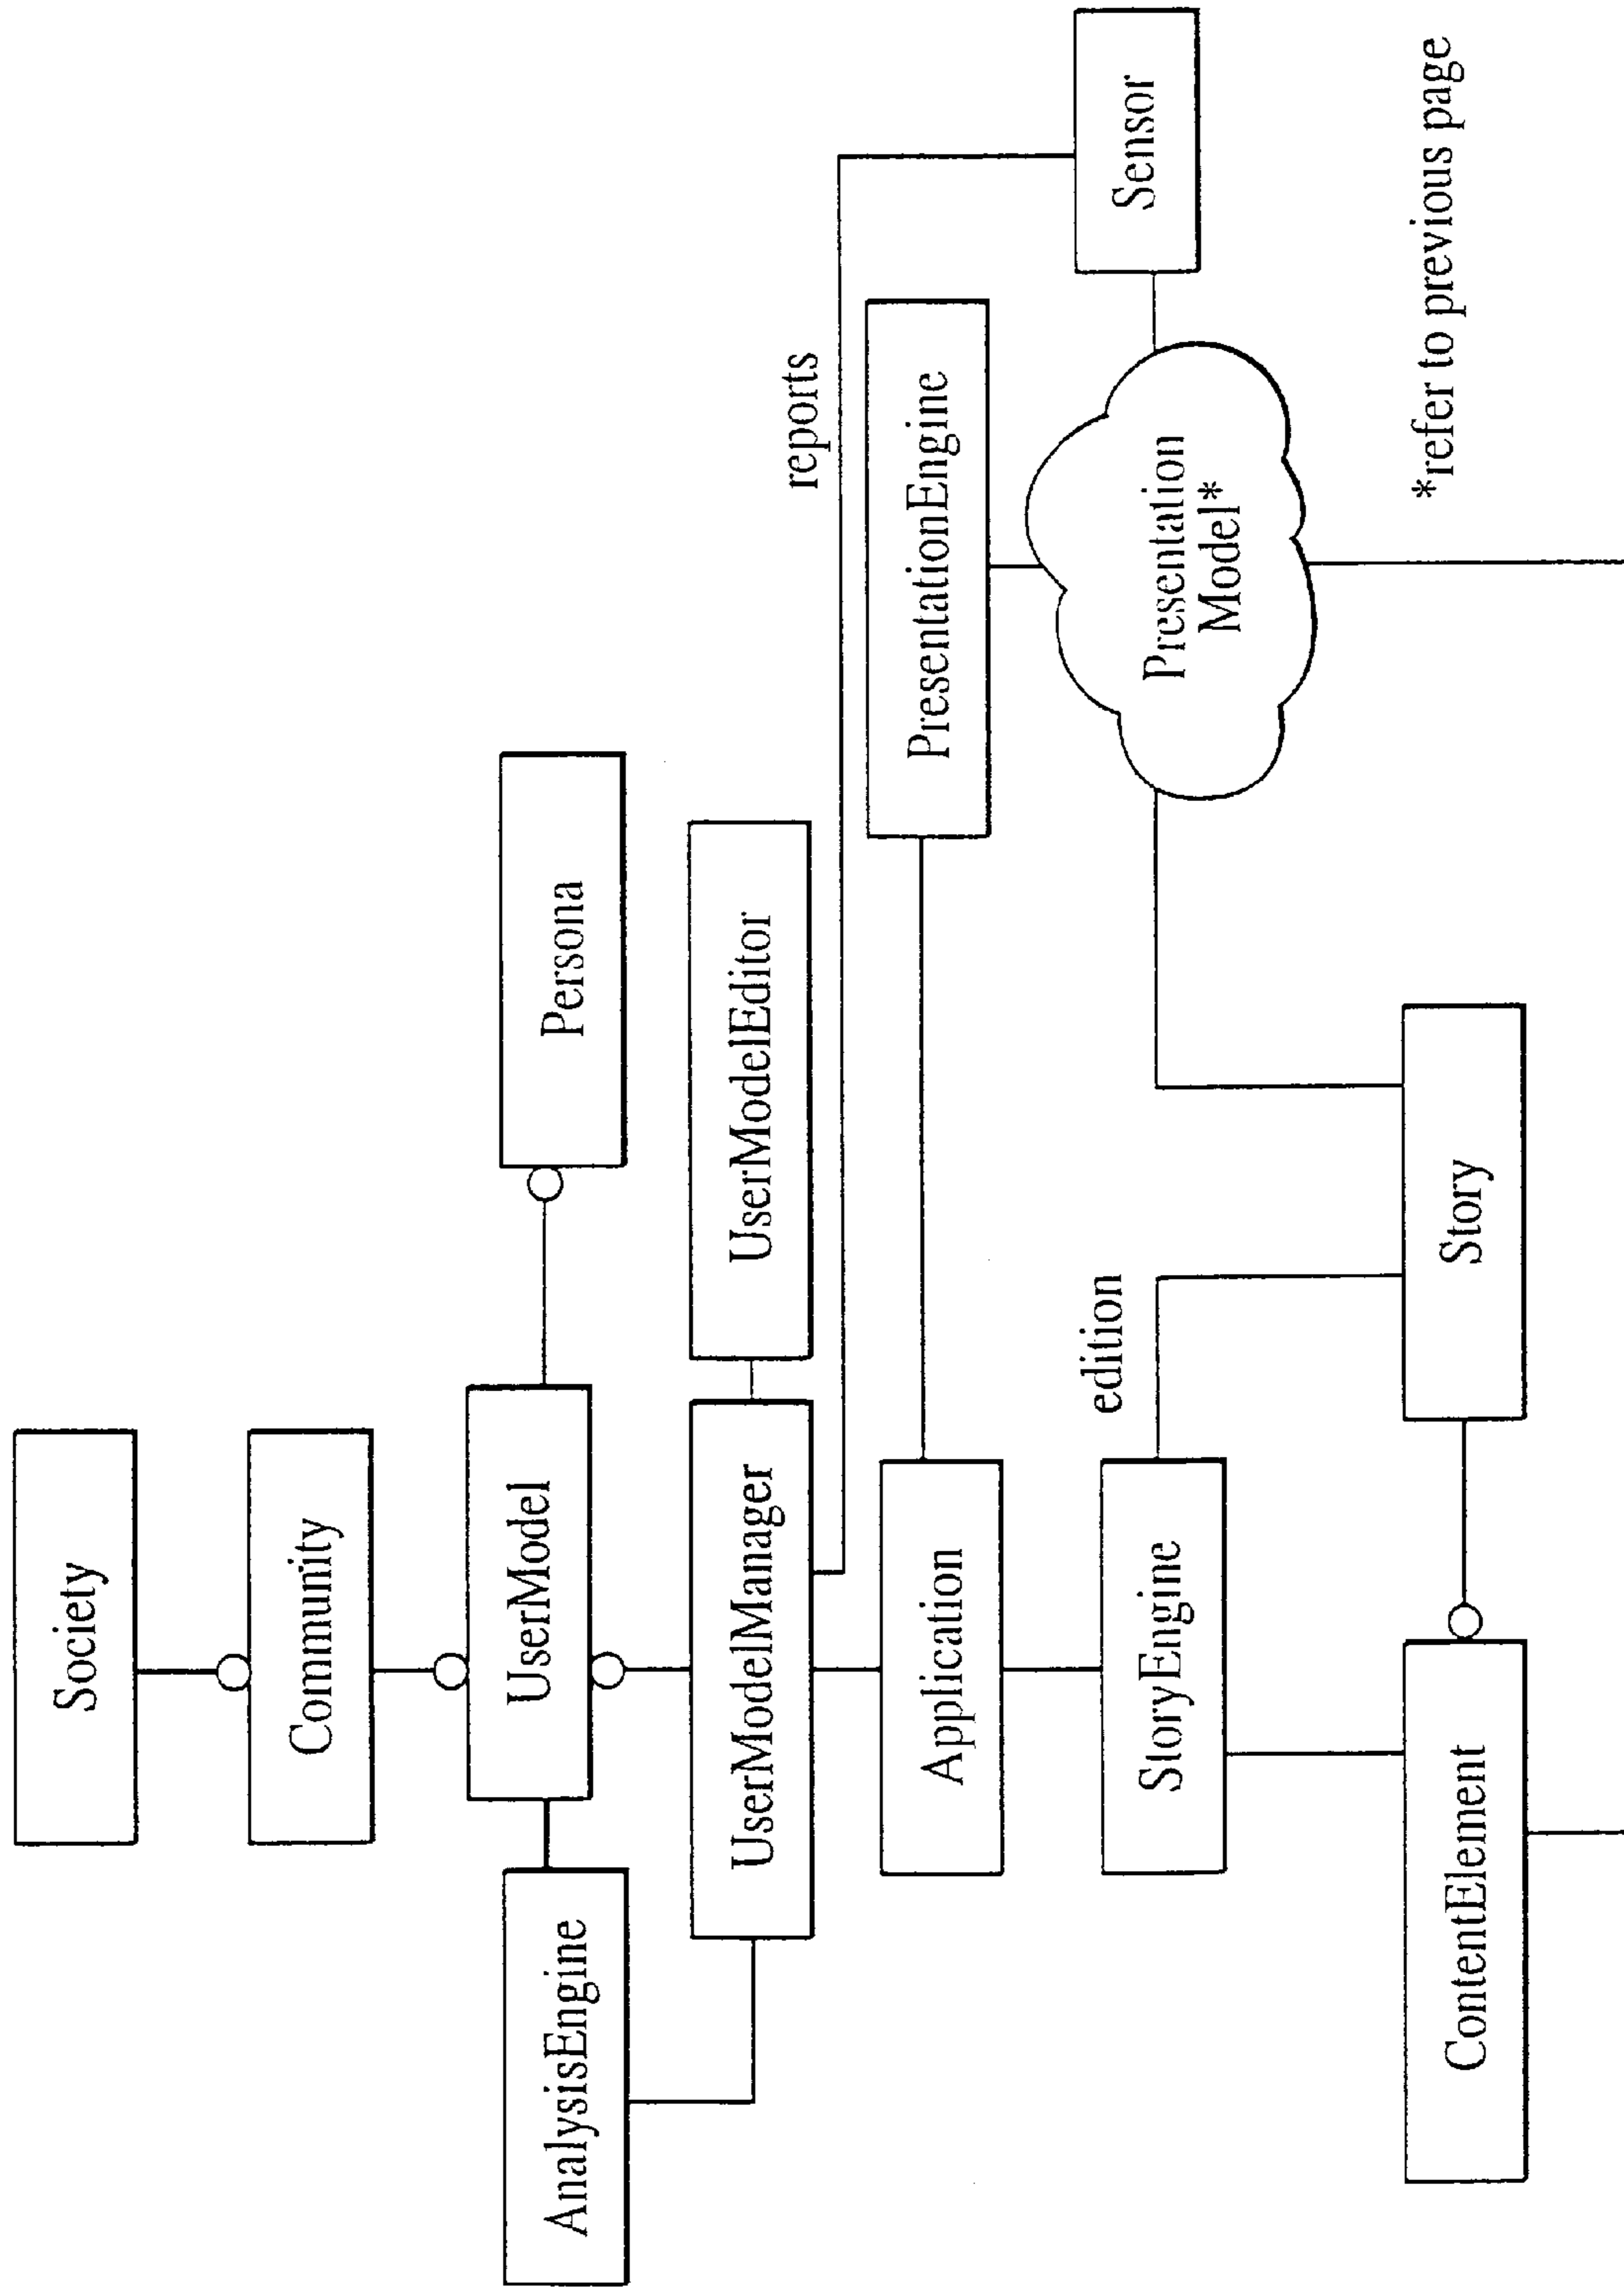 Society
Community
UserModel
Persona
AnalysisEngine
UserModelManager
UserModelEditor
reports
Application
PresentationEngine
Sensor
StoryEngine
edition
Presentation
Model*
ContentElement
Story
*refer to previous page